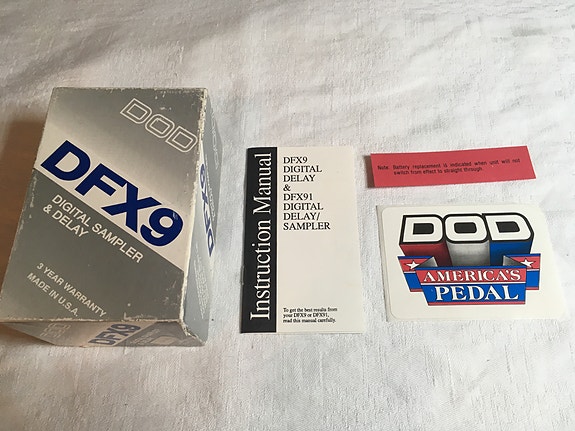 DOD
DFX9
DIGITAL SAMPLER
& DELAY
3 YEAR WARRANTY
MADE IN U.S.A.
DFX9
DFX9
Instruction Manual
DFX9
DIGITAL
DELAY
&
DFX91
DIGITAL
DELAY/
SAMPLER
To get the best results from
your DFX9 or DFX91,
read this manual carefully.
Note: Battery replacement is indicated when unit will not
switch from effect to straight through.
DOD
AMERICA'S
PEDAL